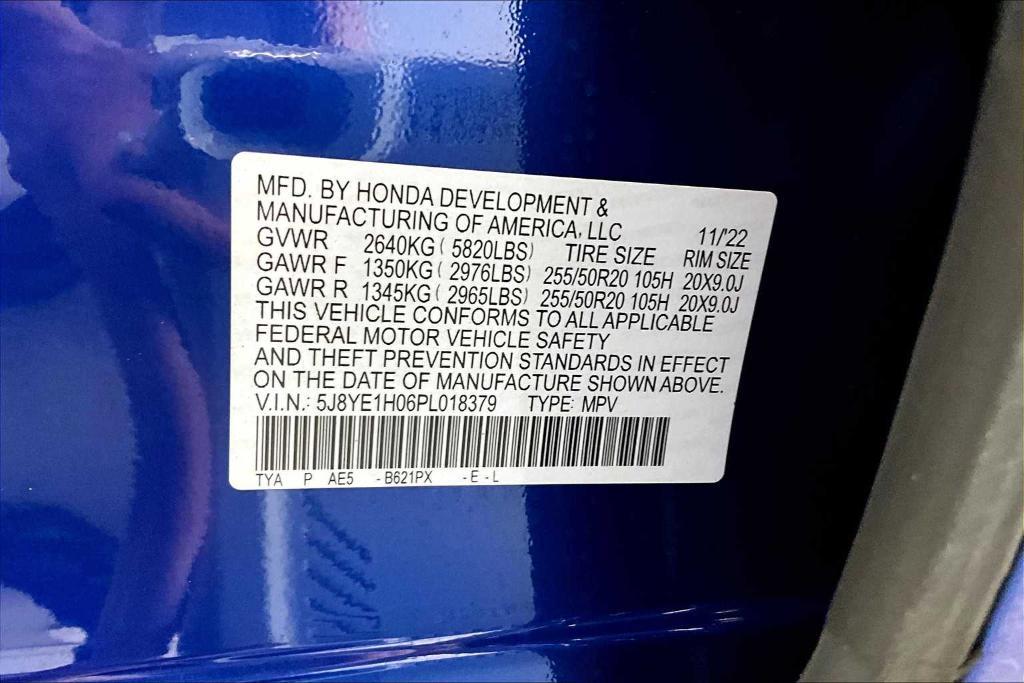 MFD. BY HONDA DEVELOPMENT &
MANUFACTURING OF AMERICA, LLC 11/'22
GVWR 2640KG ( 5820LBS) TIRE SIZE RIM SIZE
GAWR F 1350KG ( 2976LBS) 255/50R20 105H 20X9.0J
GAWR R 1345KG ( 2965LBS) 255/50R20 105H 20X9.0J
THIS VEHICLE CONFORMS TO ALL APPLICABLE
FEDERAL MOTOR VEHICLE SAFETY
AND THEFT PREVENTION STANDARDS IN EFFECT
ON THE DATE OF MANUFACTURE SHOWN ABOVE.
V.I.N.: 5J8YE1H06PL018379 TYPE: MPV
TYA P AE5 -B621PX -E-L